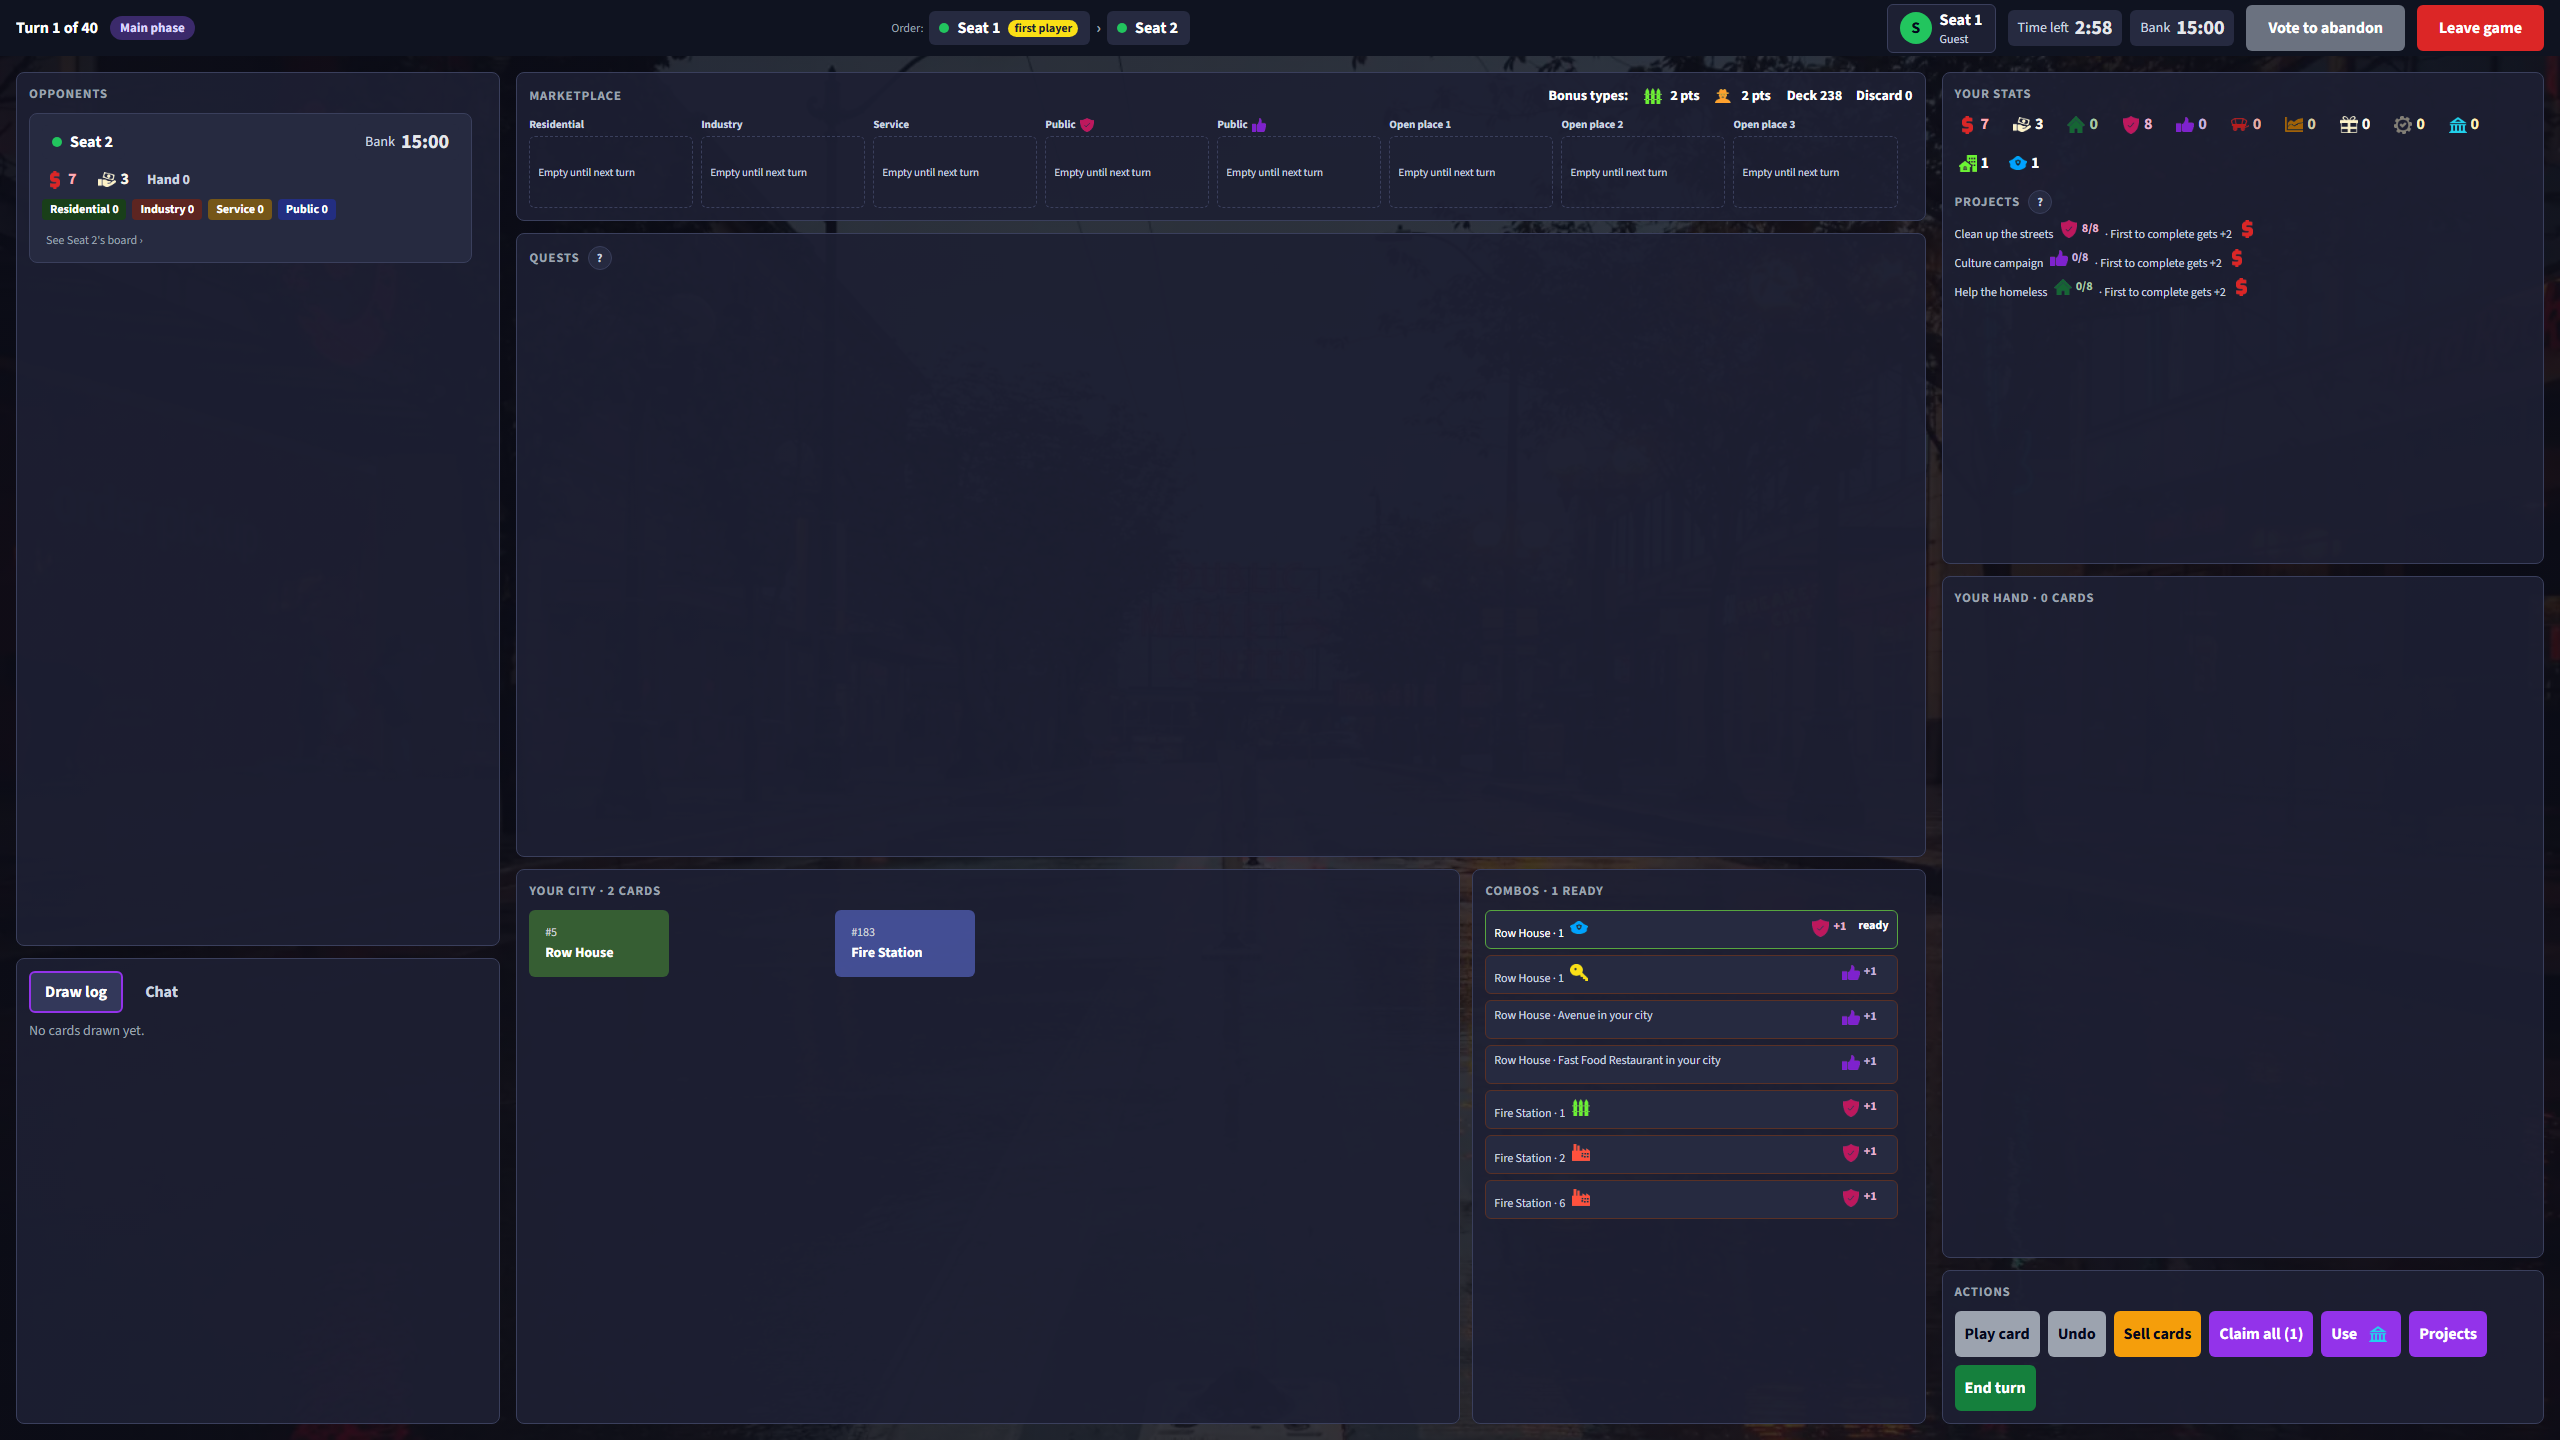 Turn 1 of 40 Main phase
Order: Seat 1 first player › Seat 2
S Seat 1 Guest
Time left 2:58
Bank 15:00
Vote to abandon
Leave game
OPPONENTS
Seat 2 Bank 15:00
7 3 Hand 0
Residential 0 Industry 0 Service 0 Public 0
See Seat 2's board ›
MARKETPLACE
Bonus types: 2 pts 2 pts Deck 238 Discard 0
Residential Industry Service Public Public Open place 1 Open place 2 Open place 3
Empty until next turn Empty until next turn Empty until next turn Empty until next turn Empty until next turn Empty until next turn Empty until next turn Empty until next turn
QUESTS ?
YOUR STATS
7 3 0 8 0 0 0 0 0 0
1 1
PROJECTS ?
Clean up the streets 8/8 · First to complete gets +2
Culture campaign 0/8 · First to complete gets +2
Help the homeless 0/8 · First to complete gets +2
YOUR HAND · 0 CARDS
Draw log Chat
No cards drawn yet.
YOUR CITY · 2 CARDS
#5
Row House
#183
Fire Station
COMBOS · 1 READY
Row House · 1 +1 ready
Row House · 1 +1
Row House · Avenue in your city +1
Row House · Fast Food Restaurant in your city +1
Fire Station · 1 +1
Fire Station · 2 +1
Fire Station · 6 +1
ACTIONS
Play card Undo Sell cards Claim all (1) Use Projects
End turn